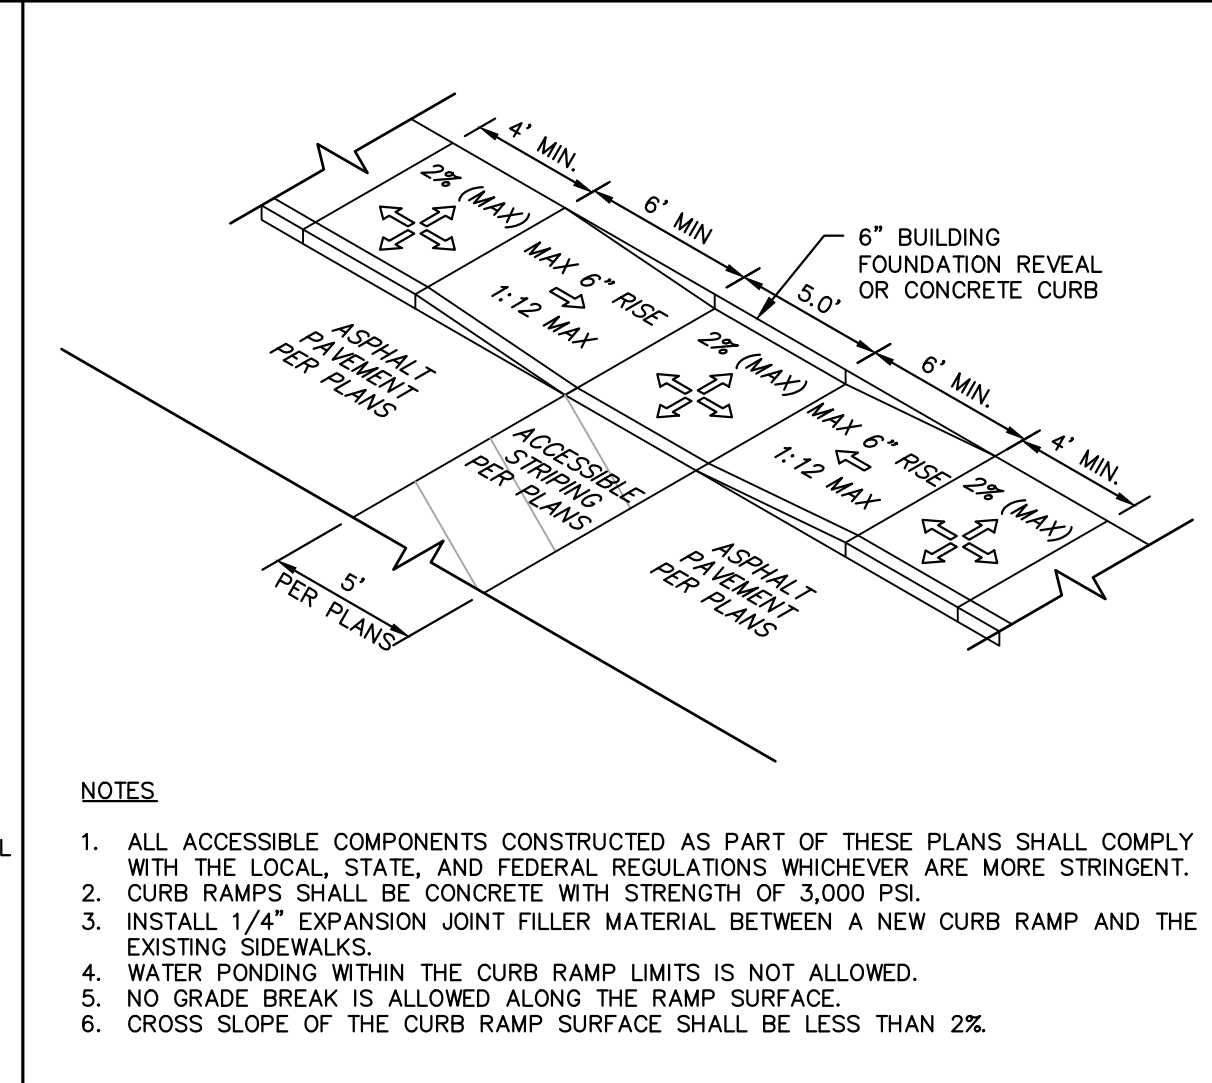 4' MIN.
6' MIN
5.0'
6' MIN.
4' MIN.
6" BUILDING
FOUNDATION REVEAL
OR CONCRETE CURB
2% (MAX)
MAX 6" RISE
1:12 MAX
2% (MAX)
MAX 6" RISE
1:12 MAX
2% (MAX)
ASPHALT
PAVEMENT
PER PLANS
ACCESSIBLE
STRIPING
PER PLANS
ASPHALT
PAVEMENT
PER PLANS
5'
PER PLANS
NOTES
1. ALL ACCESSIBLE COMPONENTS CONSTRUCTED AS PART OF THESE PLANS SHALL COMPLY
WITH THE LOCAL, STATE, AND FEDERAL REGULATIONS WHICHEVER ARE MORE STRINGENT.
2. CURB RAMPS SHALL BE CONCRETE WITH STRENGTH OF 3,000 PSI.
3. INSTALL 1/4" EXPANSION JOINT FILLER MATERIAL BETWEEN A NEW CURB RAMP AND THE
EXISTING SIDEWALKS.
4. WATER PONDING WITHIN THE CURB RAMP LIMITS IS NOT ALLOWED.
5. NO GRADE BREAK IS ALLOWED ALONG THE RAMP SURFACE.
6. CROSS SLOPE OF THE CURB RAMP SURFACE SHALL BE LESS THAN 2%.
L